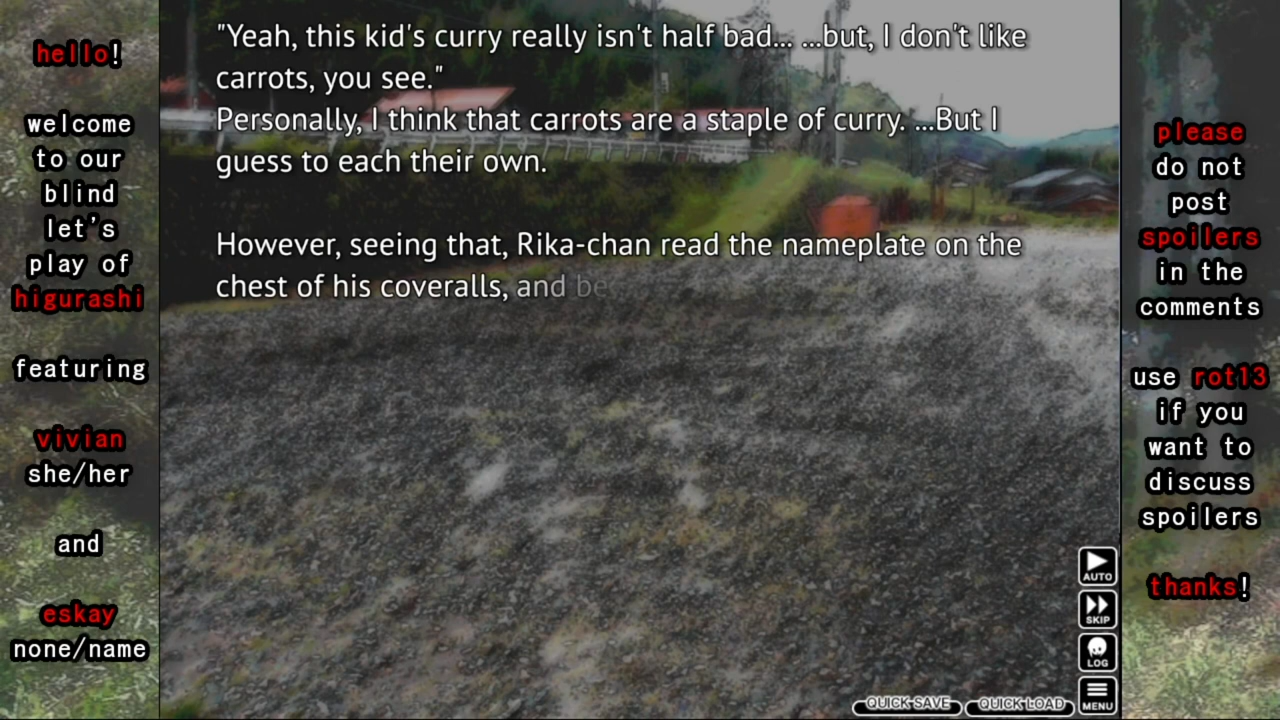 hello!
welcome
to our
blind
let's
play of
higurashi
featuring
vivian
she/her
and
eskay
none/name
"Yeah, this kid's curry really isn't half bad... ...but, I don't like
carrots, you see."
Personally, I think that carrots are a staple of curry. ...But I
guess to each their own.
However, seeing that, Rika-chan read the nameplate on the
chest of his coveralls, and be
please
do not
post
spoilers
in the
comments
use rot13
if you
want to
discuss
spoilers
thanks!
AUTO
SKIP
LOG
MENU
QUICK SAVE QUICK LOAD